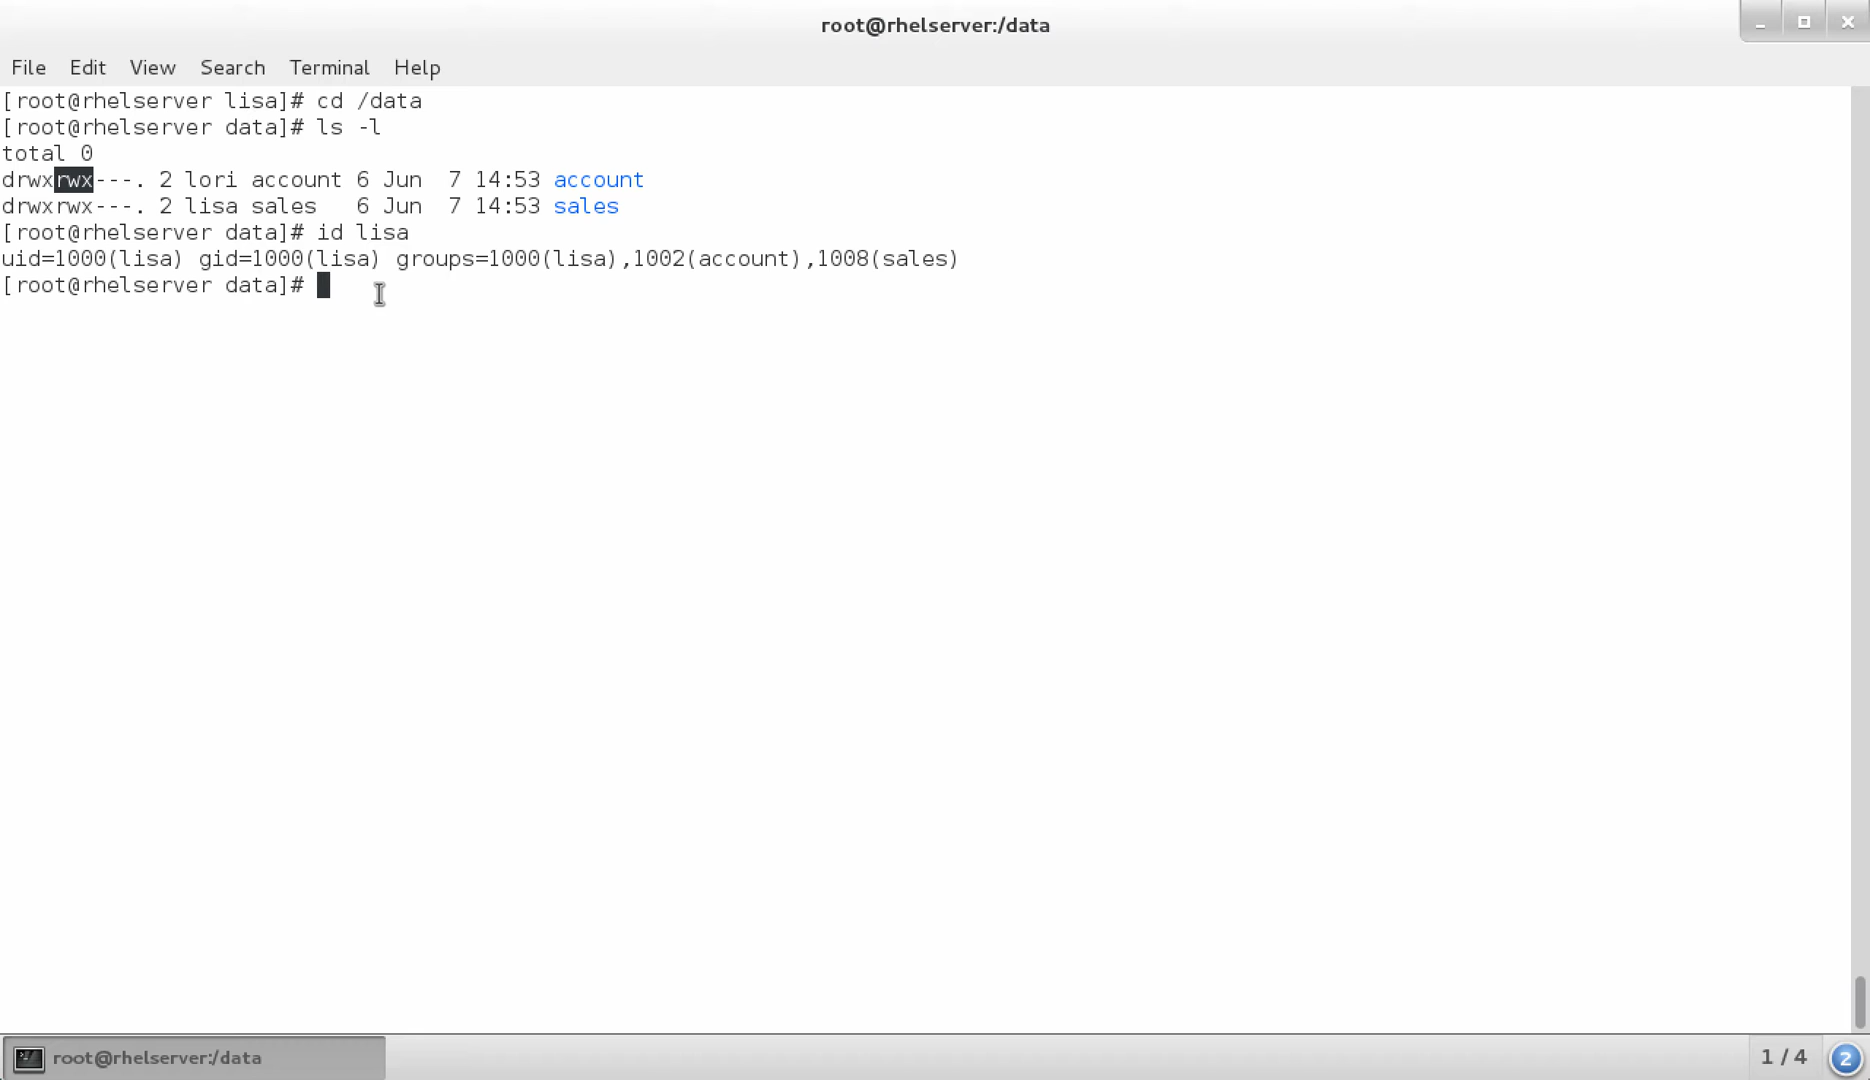 root@rhelserver:/data
File Edit View Search Terminal Help
[root@rhelserver lisa]# cd /data
[root@rhelserver data]# ls -l
total 0
drwxrwx---. 2 lori account 6 Jun  7 14:53 account
drwxrwx---. 2 lisa sales   6 Jun  7 14:53 sales
[root@rhelserver data]# id lisa
uid=1000(lisa) gid=1000(lisa) groups=1000(lisa),1002(account),1008(sales)
[root@rhelserver data]#
root@rhelserver:/data 1 / 4 2